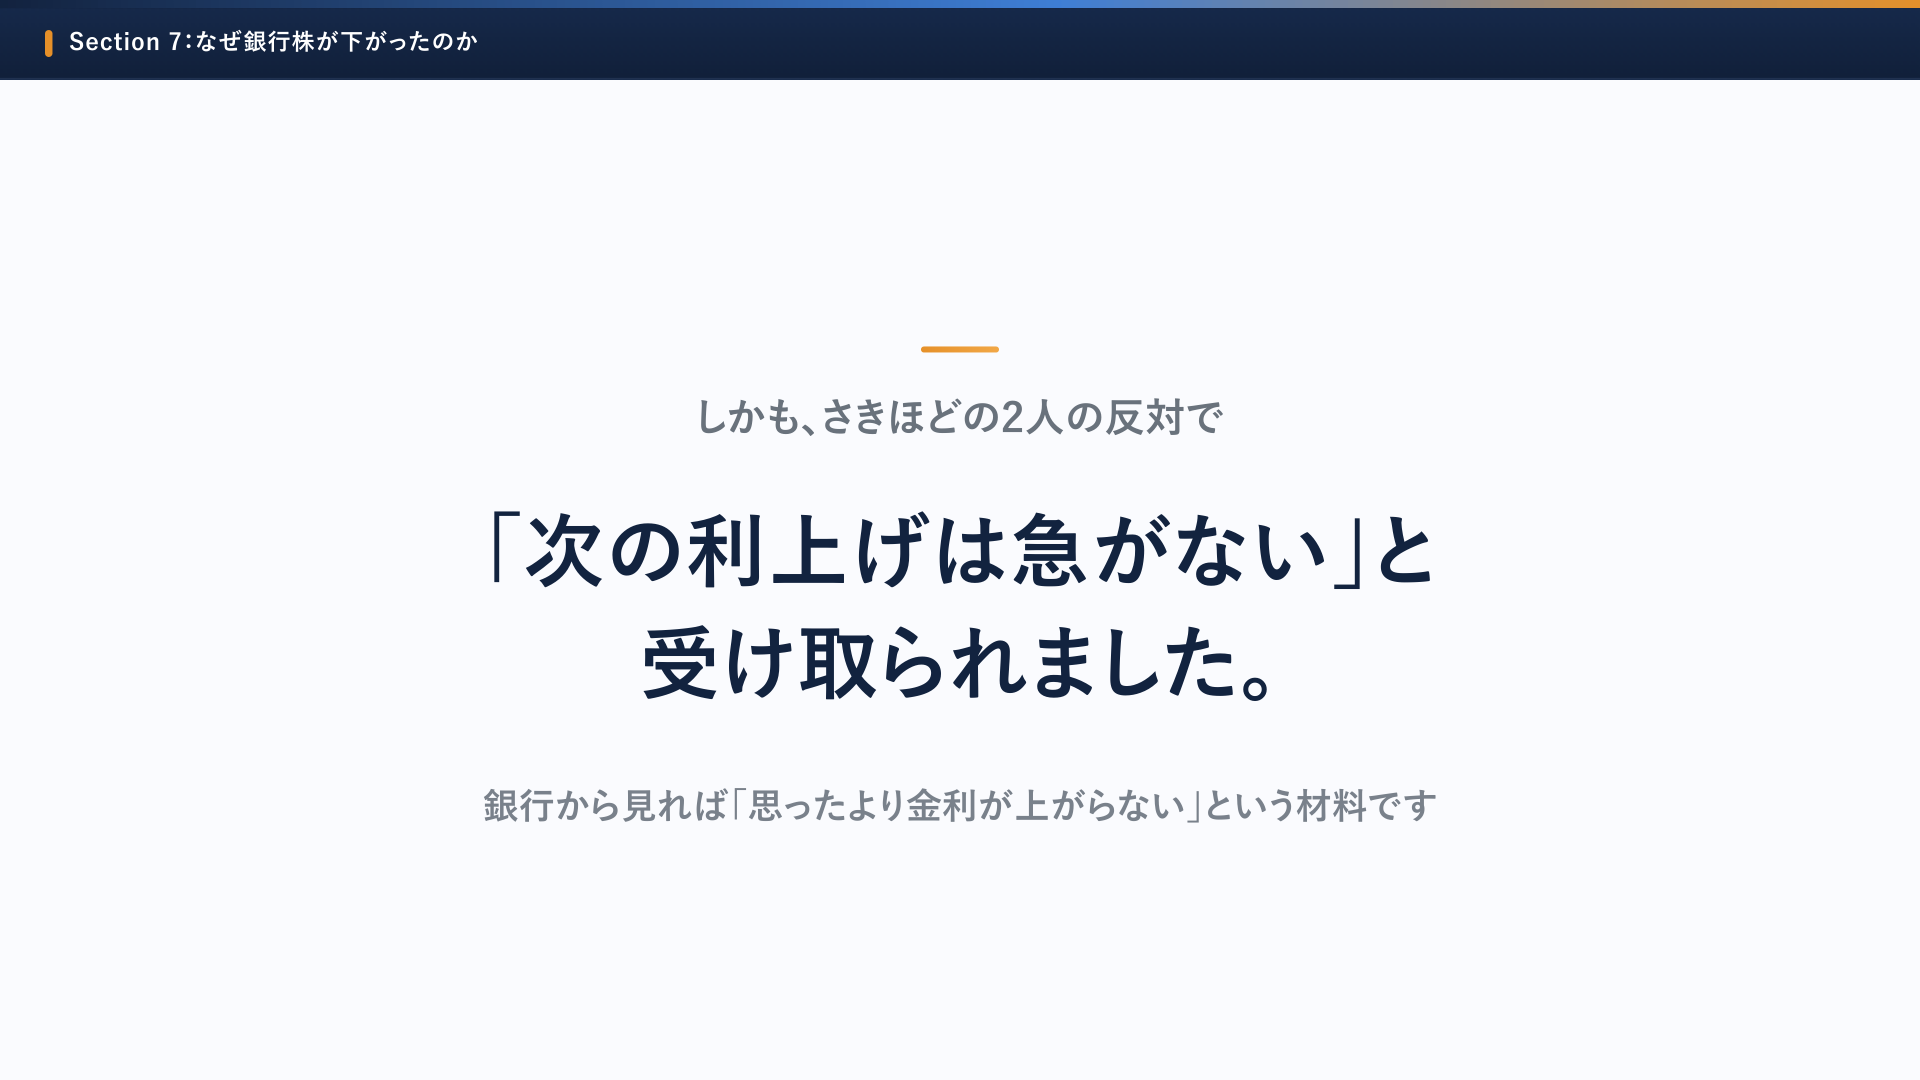 Section 7：なぜ銀行株が下がったのか
しかも、さきほどの2人の反対で
「次の利上げは急がない」と
受け取られました。
銀行から見れば「思ったより金利が上がらない」という材料です